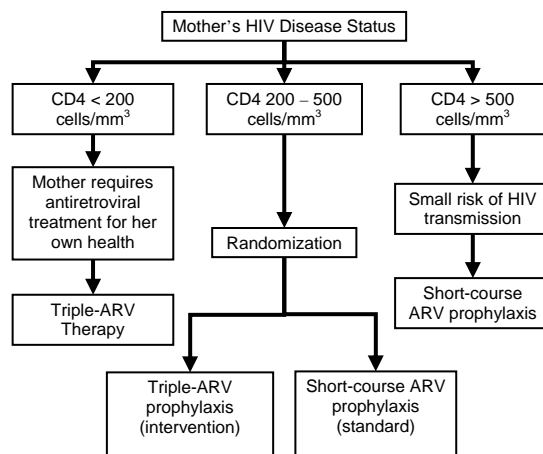 Mother's HIV Disease Status
CD4 < 200
cells/mm³
CD4 200 – 500
cells/mm³
CD4 > 500
cells/mm³
Mother requires
antiretroviral
treatment for her
own health
Small risk of HIV
transmission
Randomization
Triple-ARV
Therapy
Short-course
ARV prophylaxis
Triple-ARV
prophylaxis
(intervention)
Short-course ARV
prophylaxis
(standard)